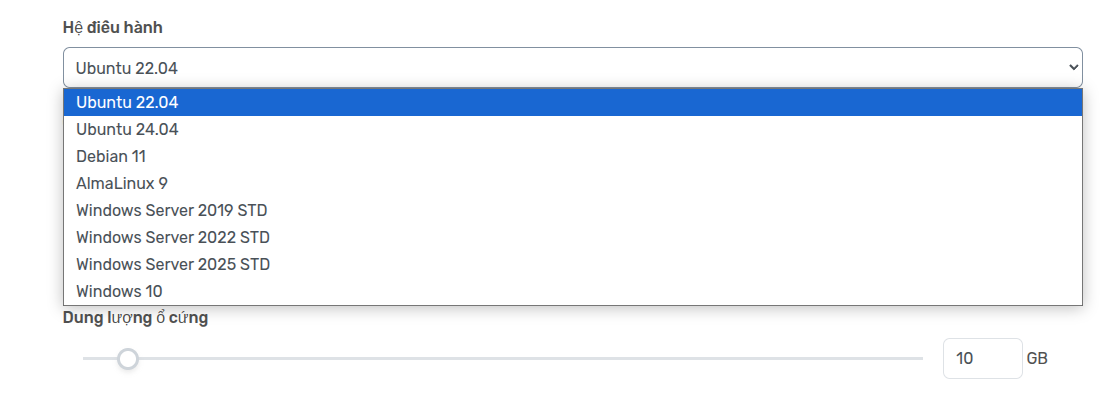 Hệ điều hành
Ubuntu 22.04
Ubuntu 22.04
Ubuntu 24.04
Debian 11
AlmaLinux 9
Windows Server 2019 STD
Windows Server 2022 STD
Windows Server 2025 STD
Windows 10
Dung lượng ổ cứng
10 GB